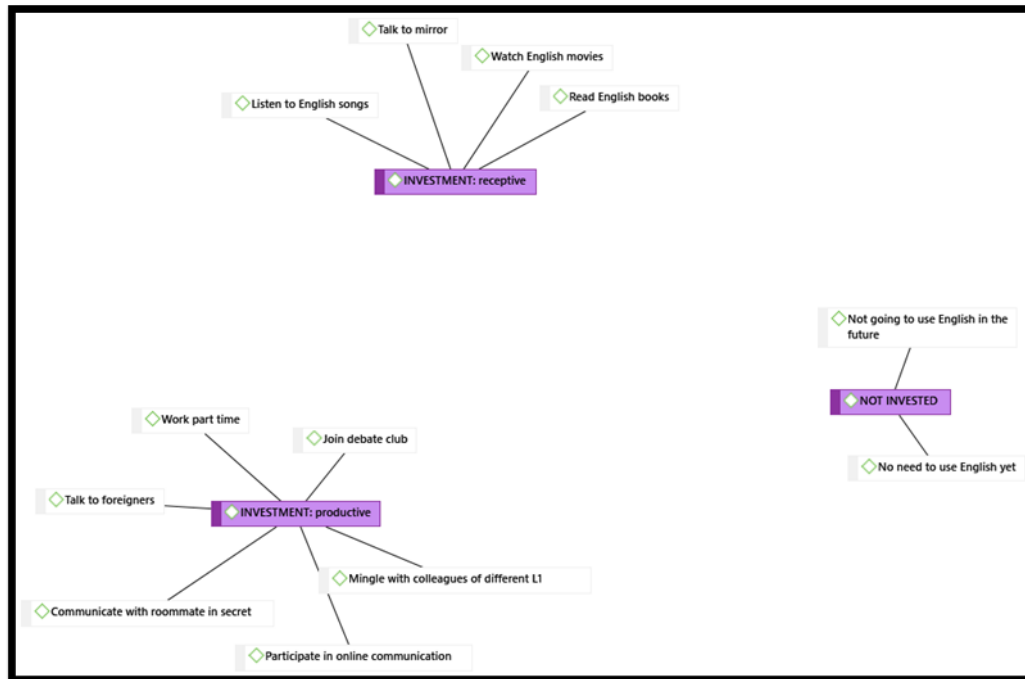 Talk to mirror
Watch English movies
Read English books
Listen to English songs
INVESTMENT: receptive
Not going to use English in the
future
NOT INVESTED
No need to use English yet
Work part time
Join debate club
Talk to foreigners
INVESTMENT: productive
Mingle with colleagues of different L1
Communicate with roommate in secret
Participate in online communication